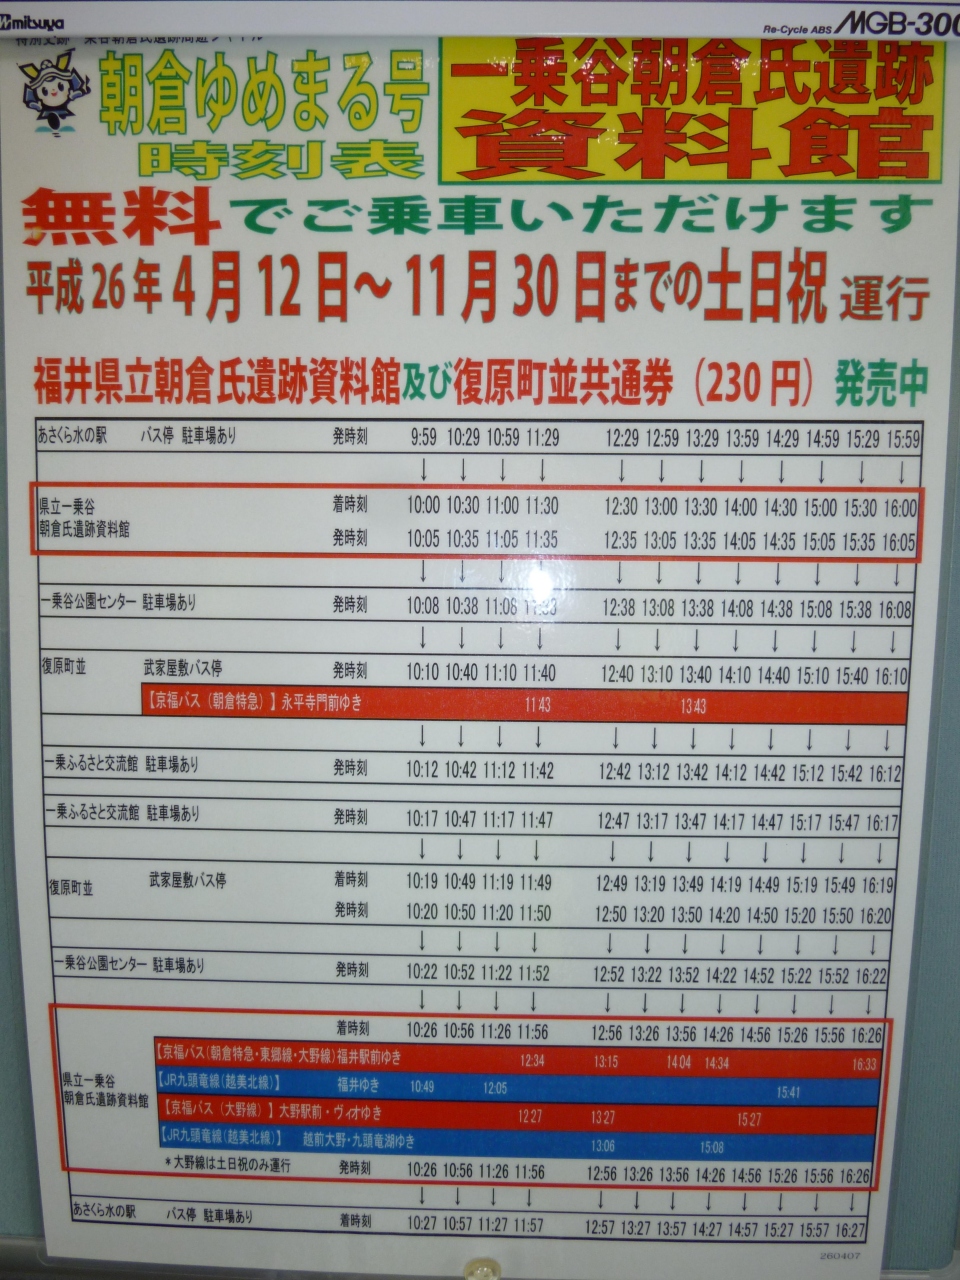 mitsuya
Re-Cycle ABS MGB-300
朝倉ゆめまる号
時刻表
一乗谷朝倉氏遺跡
資料館
無料でご乗車いただけます
平成26年4月12日～11月30日までの土日祝 運行
福井県立朝倉氏遺跡資料館及び復原町並共通券（230円）発売中
あさくら水の駅 バス停 駐車場あり 発時刻 9:59 10:29 10:59 11:29 12:29 12:59 13:29 13:59 14:29 14:59 15:29 15:59
↓ ↓ ↓ ↓ ↓ ↓ ↓ ↓ ↓ ↓ ↓ ↓
県立一乗谷 着時刻 10:00 10:30 11:00 11:30 12:30 13:00 13:30 14:00 14:30 15:00 15:30 16:00
朝倉氏遺跡資料館 発時刻 10:05 10:35 11:05 11:35 12:35 13:05 13:35 14:05 14:35 15:05 15:35 16:05
↓ ↓ ↓ ↓ ↓ ↓ ↓ ↓ ↓ ↓ ↓ ↓
一乗谷公園センター 駐車場あり 発時刻 10:08 10:38 11:08 12:38 13:08 13:38 14:08 14:38 15:08 15:38 16:08
↓ ↓ ↓ ↓ ↓ ↓ ↓ ↓ ↓ ↓ ↓ ↓
復原町並 武家屋敷バス停 発時刻 10:10 10:40 11:10 11:40 12:40 13:10 13:40 14:10 14:40 15:10 15:40 16:10
【京福バス（朝倉特急）】永平寺門前ゆき 11:43 13:43
↓ ↓ ↓ ↓ ↓ ↓ ↓ ↓ ↓ ↓ ↓ ↓
一乗ふるさと交流館 駐車場あり 発時刻 10:12 10:42 11:12 11:42 12:42 13:12 13:42 14:12 14:42 15:12 15:42 16:12
一乗ふるさと交流館 駐車場あり 発時刻 10:17 10:47 11:17 11:47 12:47 13:17 13:47 14:17 14:47 15:17 15:47 16:17
↓ ↓ ↓ ↓ ↓ ↓ ↓ ↓ ↓ ↓ ↓ ↓
復原町並 武家屋敷バス停 着時刻 10:19 10:49 11:19 11:49 12:49 13:19 13:49 14:19 14:49 15:19 15:49 16:19
発時刻 10:20 10:50 11:20 11:50 12:50 13:20 13:50 14:20 14:50 15:20 15:50 16:20
↓ ↓ ↓ ↓ ↓ ↓ ↓ ↓ ↓ ↓ ↓ ↓
一乗谷公園センター 駐車場あり 発時刻 10:22 10:52 11:22 11:52 12:52 13:22 13:52 14:22 14:52 15:22 15:52 16:22
↓ ↓ ↓ ↓ ↓ ↓ ↓ ↓ ↓ ↓ ↓ ↓
着時刻 10:26 10:56 11:26 11:56 12:56 13:26 13:56 14:26 14:56 15:26 15:56 16:26
【京福バス（朝倉特急・東郷線・大野線）福井駅前ゆき 12:34 13:15 14:04 14:34 16:33
県立一乗谷 【JR九頭竜線（越美北線）】 福井ゆき 10:49 12:05 15:41
朝倉氏遺跡資料館 【京福バス（大野線）】大野駅前・ヴィオゆき 12:27 13:27 15:27
【JR九頭竜線（越美北線）】 越前大野・九頭竜湖ゆき 13:06 15:08
＊大野線は土日祝のみ運行 発時刻 10:26 10:56 11:26 11:56 12:56 13:26 13:56 14:26 14:56 15:26 15:56 16:26
↓ ↓ ↓ ↓ ↓ ↓ ↓ ↓ ↓ ↓ ↓ ↓
あさくら水の駅 バス停 駐車場あり 着時刻 10:27 10:57 11:27 11:57 12:57 13:27 13:57 14:27 14:57 15:27 15:57 16:27
260407